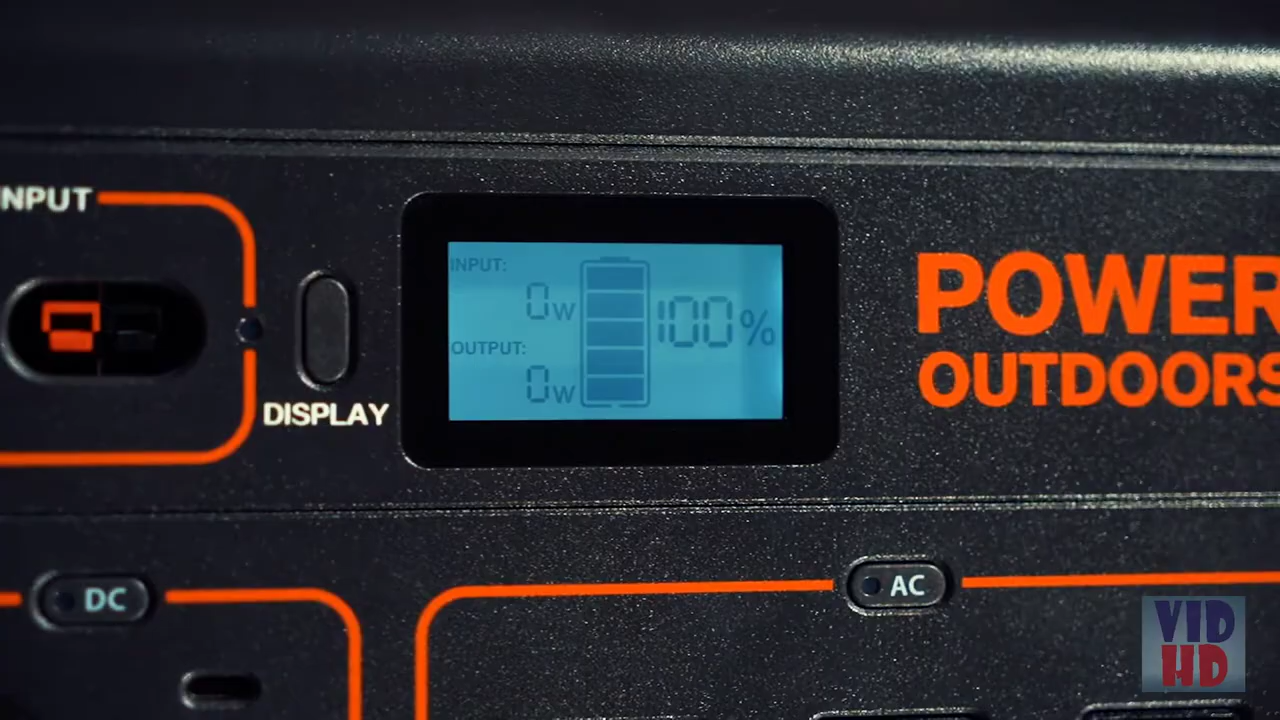 INPUT
DISPLAY
INPUT:
0W
OUTPUT:
0W
100%
POWER
OUTDOORS
DC
AC
VID
HD